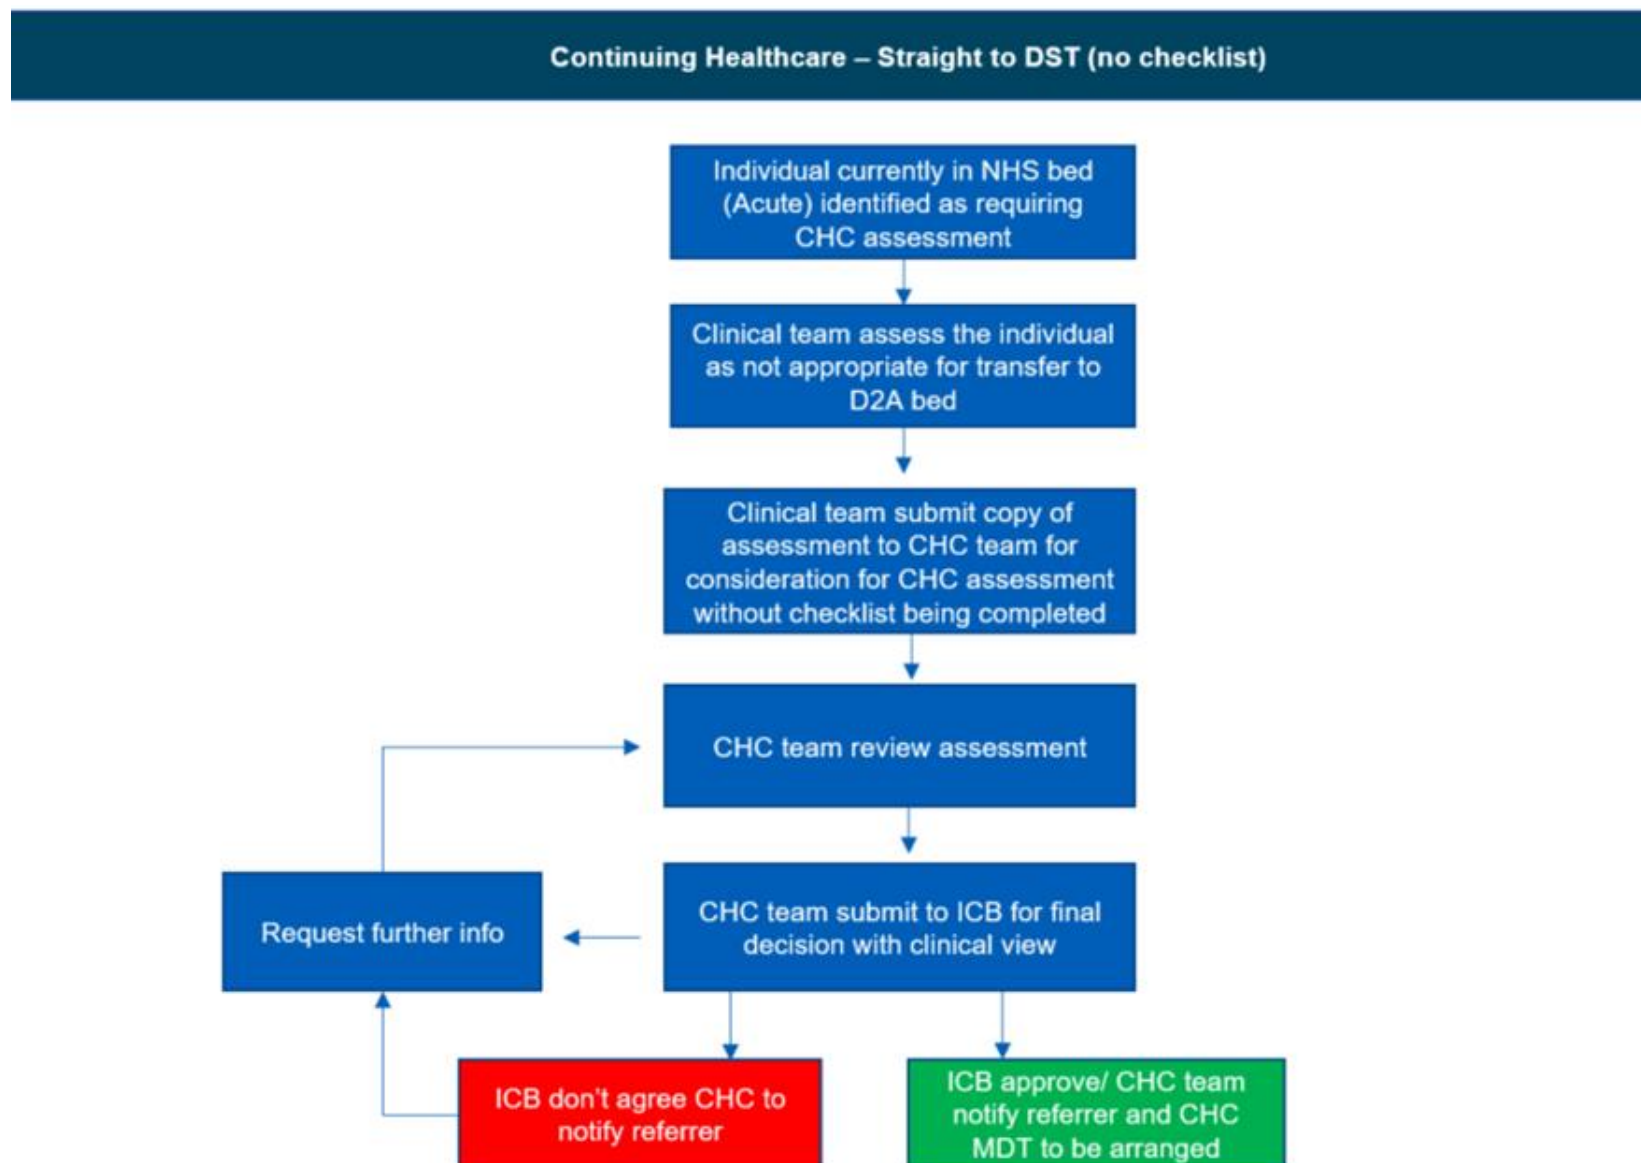 Continuing Healthcare – Straight to DST (no checklist)
Individual currently in NHS bed
(Acute) identified as requiring
CHC assessment
Clinical team assess the individual
as not appropriate for transfer to
D2A bed
Clinical team submit copy of
assessment to CHC team for
consideration for CHC assessment
without checklist being completed
CHC team review assessment
CHC team submit to ICB for final
decision with clinical view
Request further info
ICB don’t agree CHC to
notify referrer
ICB approve/ CHC team
notify referrer and CHC
MDT to be arranged